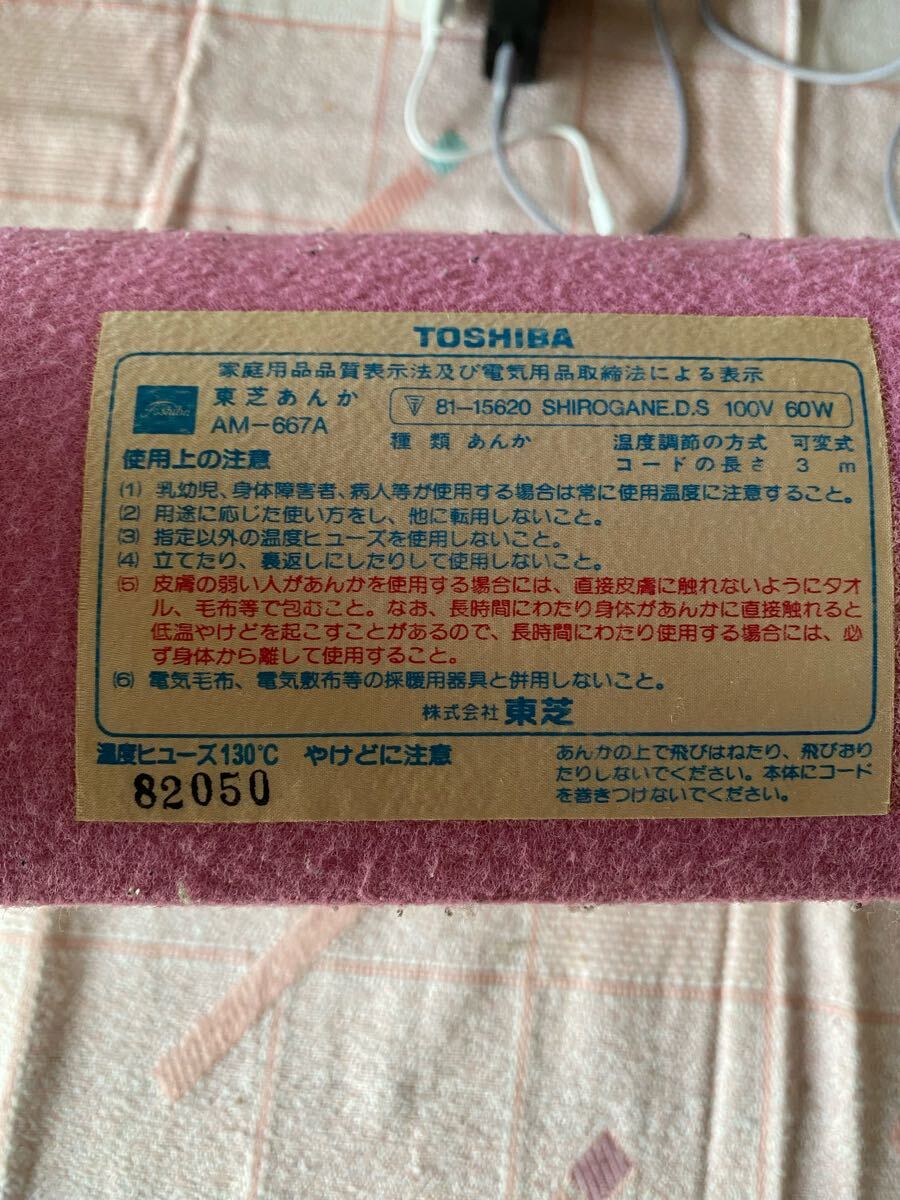 TOSHIBA
家庭用品品質表示法及び電気用品取締法による表示
Toshiba
東芝あんか
AM-667A
81-15620 SHIROGANE.D.S 100V 60W
種類 あんか
温度調節の方式 可変式
コードの長さ 3 m
使用上の注意
(1) 乳幼児、身体障害者、病人等が使用する場合は常に使用温度に注意すること。
(2) 用途に応じた使い方をし、他に転用しないこと。
(3) 指定以外の温度ヒューズを使用しないこと。
(4) 立てたり、裏返しにしたりして使用しないこと。
(5) 皮膚の弱い人があんかを使用する場合には、直接皮膚に触れないようにタオ
ル、毛布等で包むこと。なお、長時間にわたり身体があんかに直接触れると
低温やけどを起こすことがあるので、長時間にわたり使用する場合には、必
ず身体から離して使用すること。
(6) 電気毛布、電気敷布等の採暖用器具と併用しないこと。
株式会社 東芝
温度ヒューズ130℃ やけどに注意
82050
あんかの上で飛びはねたり、飛びおり
たりしないでください。本体にコード
を巻きつけないでください。